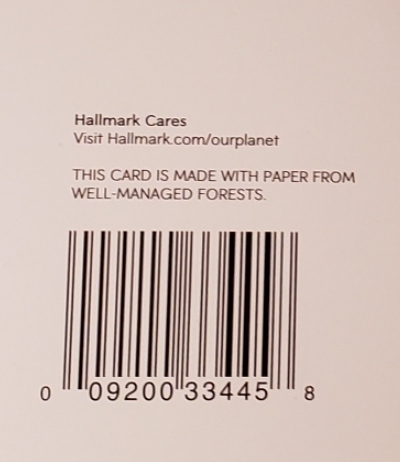 Hallmark Cares
Visit Hallmark.com/ourplanet
THIS CARD IS MADE WITH PAPER FROM
WELL-MANAGED FORESTS.
0 09200 33445 8